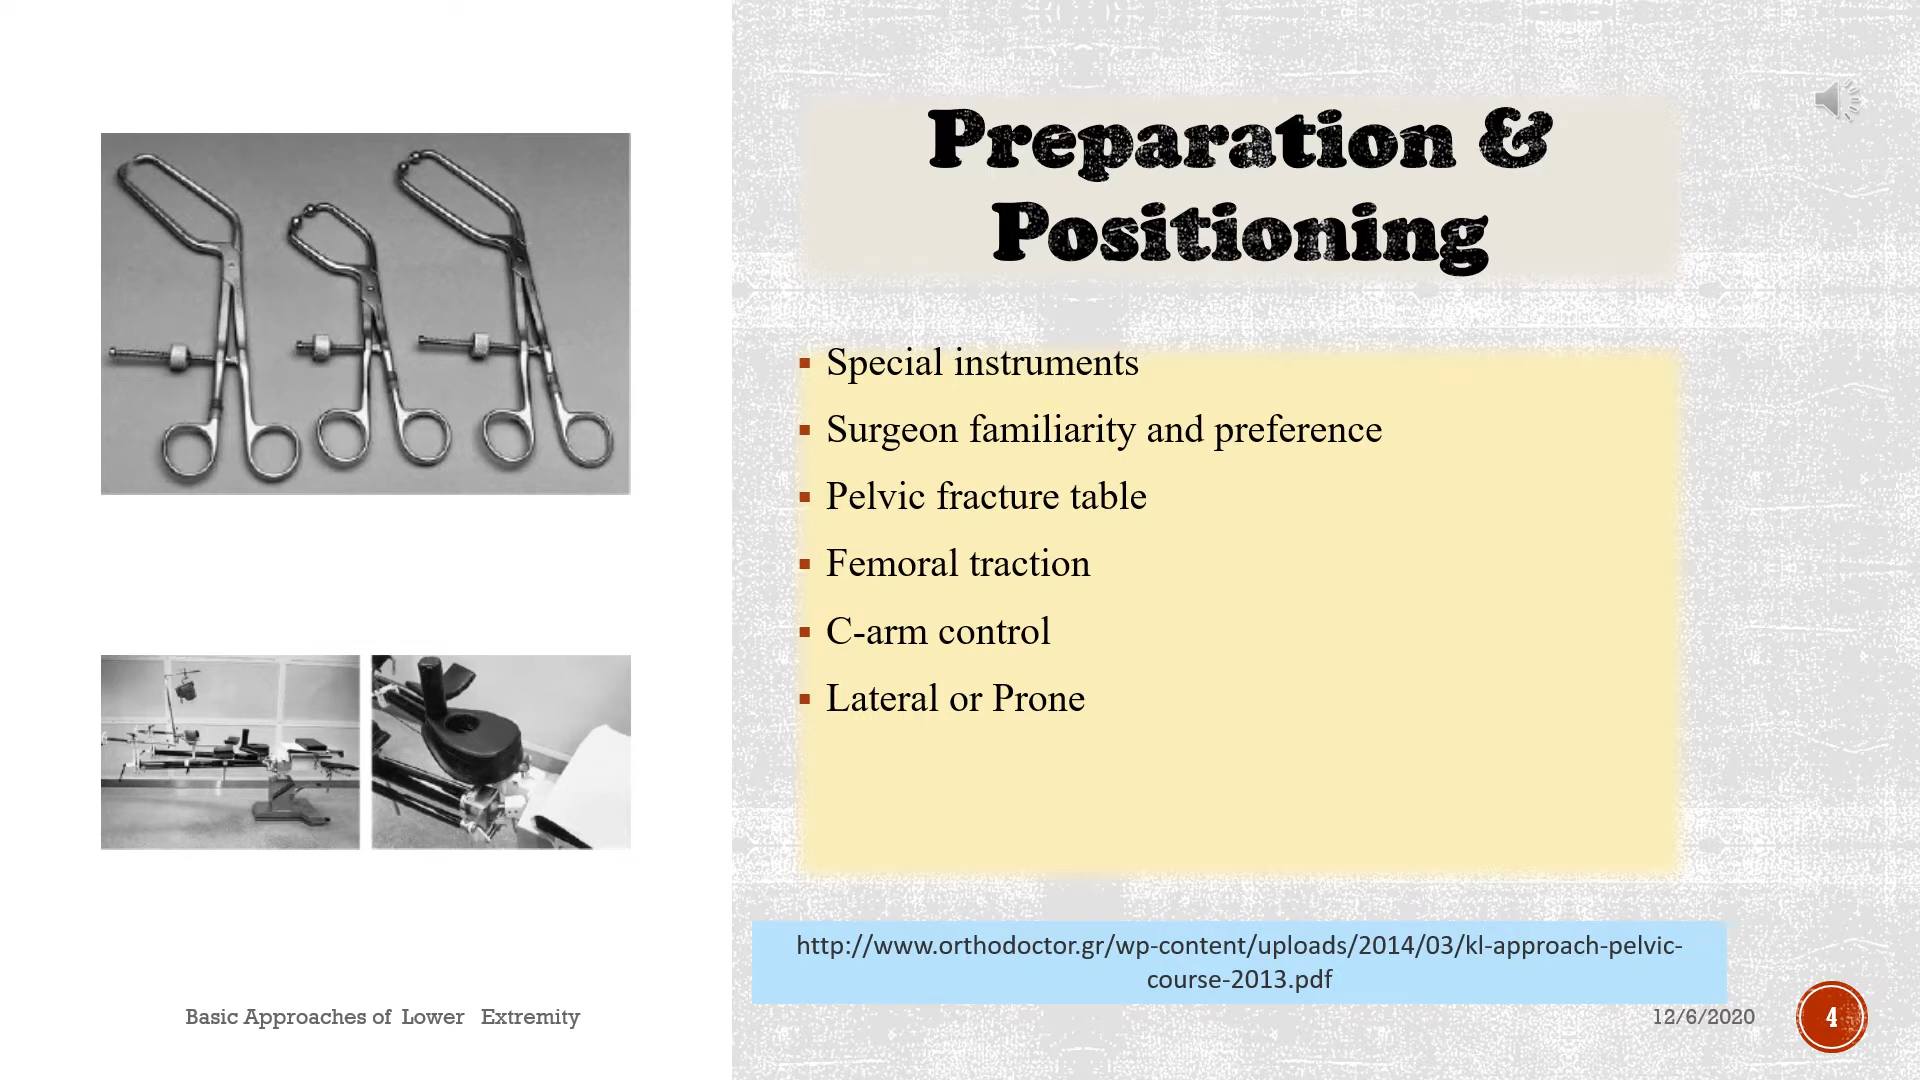 Preparation &
Positioning
Special instruments
Surgeon familiarity and preference
Pelvic fracture table
Femoral traction
C-arm control
Lateral or Prone
http://www.orthodoctor.gr/wp-content/uploads/2014/03/kl-approach-pelvic-
course-2013.pdf
Basic Approaches of Lower Extremity
12/6/2020
4